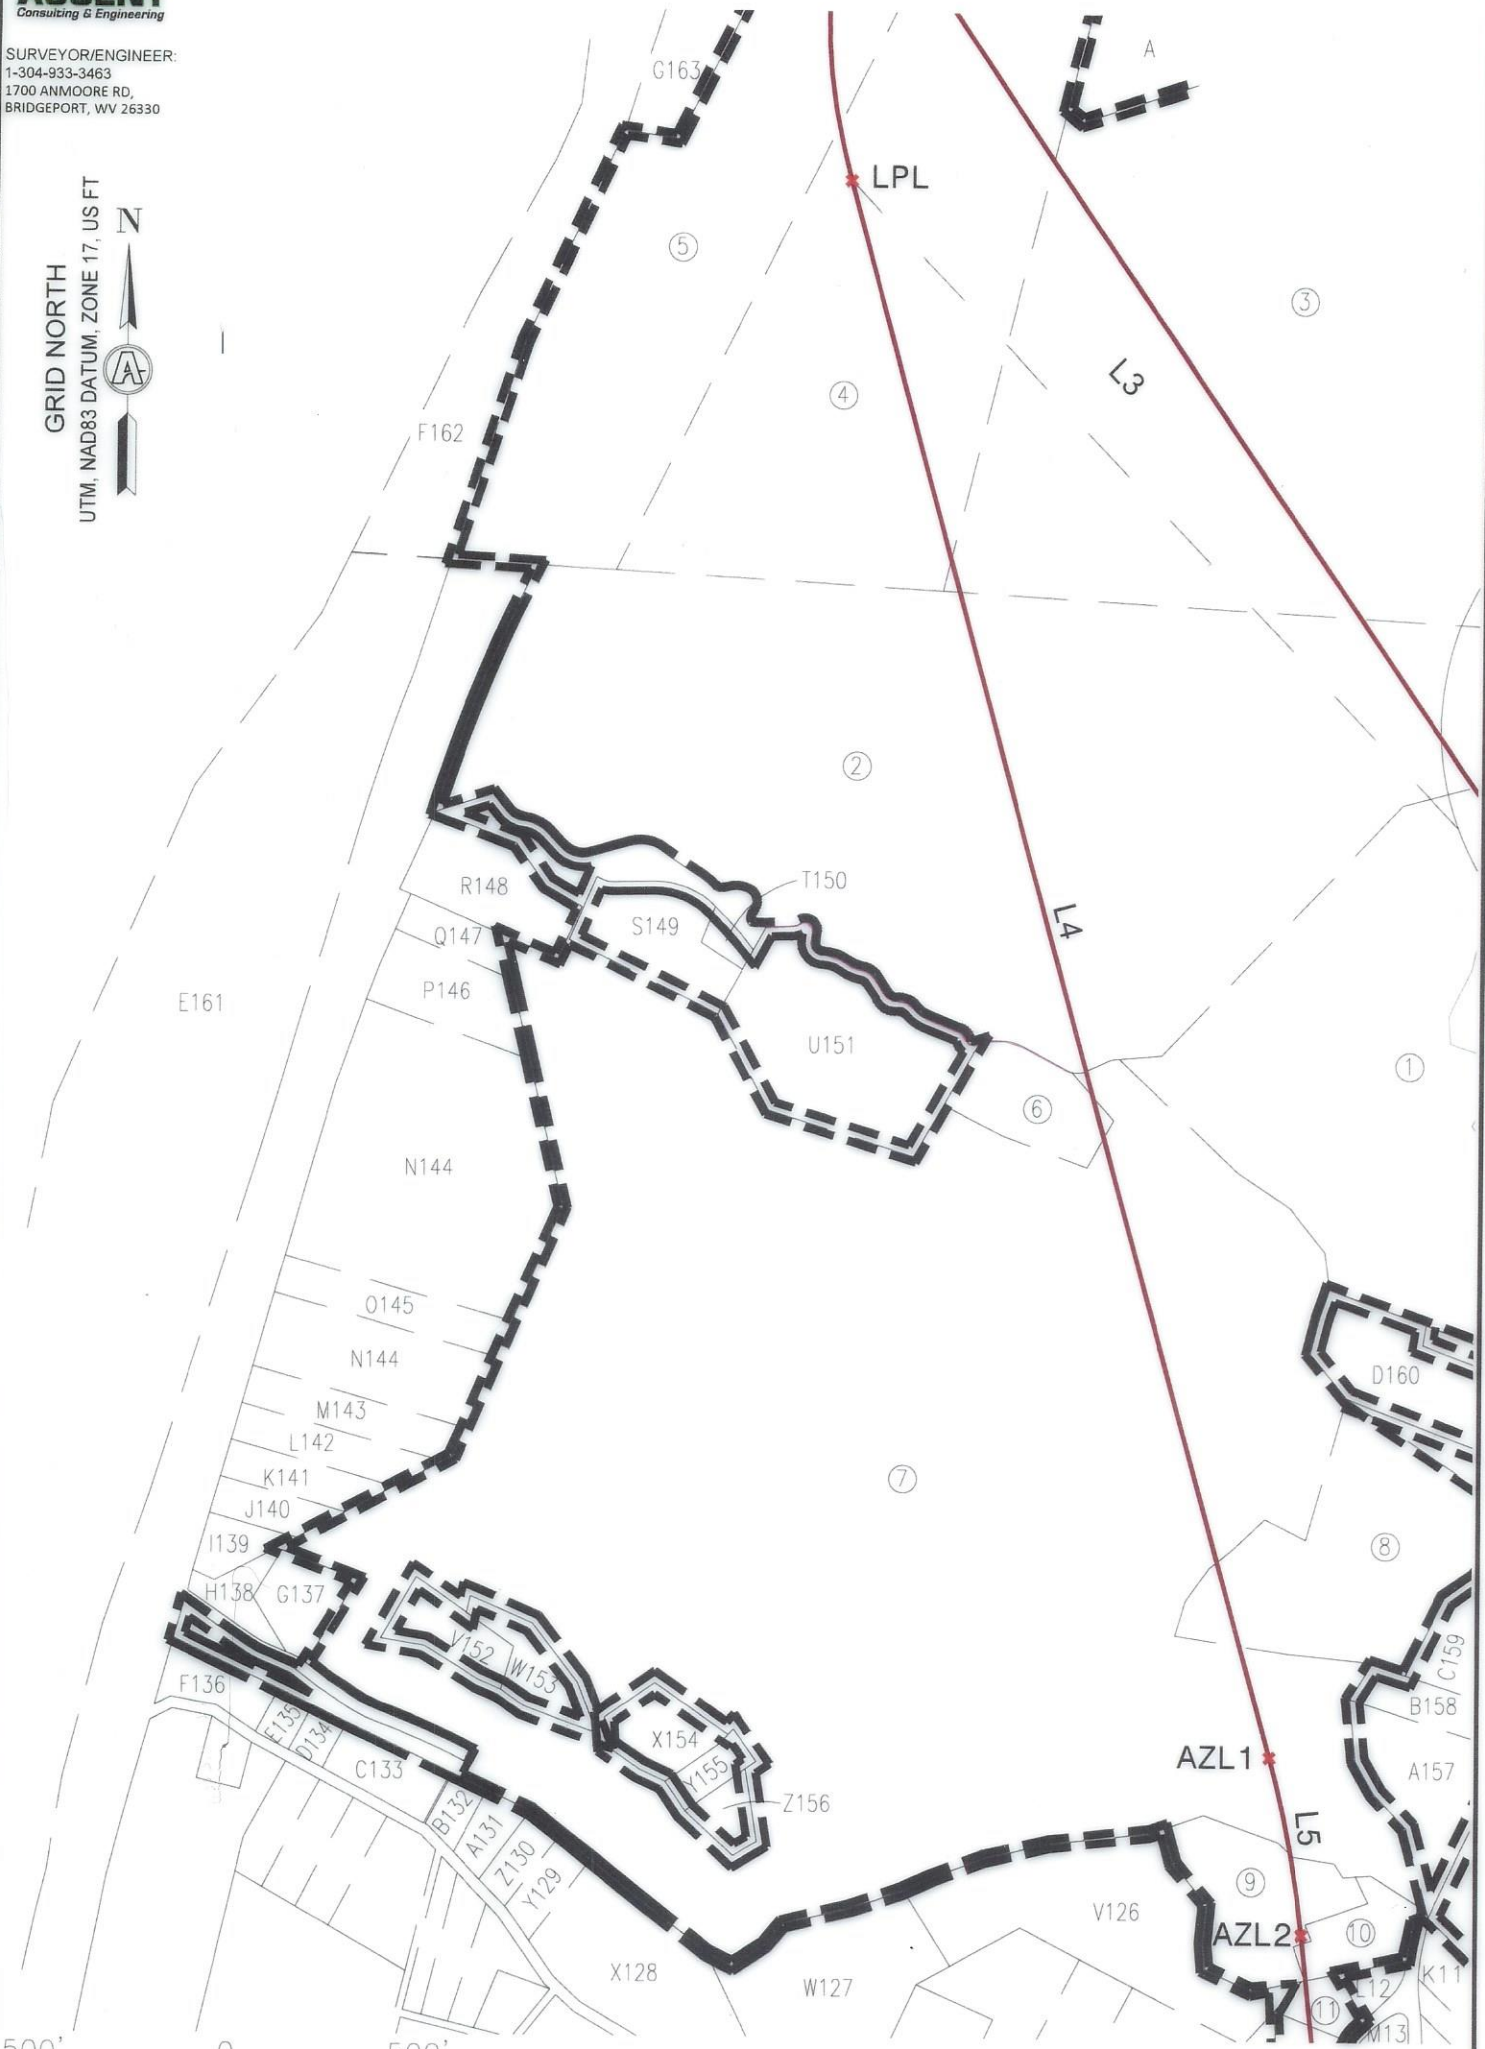 Consulting & Engineering
SURVEYOR/ENGINEER:
1-304-933-3463
1700 ANMOORE RD,
BRIDGEPORT, WV 26330
GRID NORTH
UTM, NAD83 DATUM, ZONE 17, US FT
N
A
G163
A
LPL
5
3
L3
4
F162
2
T150
R148
S149
L4
Q147
P146
E161
U151
1
6
N144
O145
N144
D160
M143
L142
K141
7
J140
I139
8
H138
G137
V152
W153
C159
F136
B158
E135
D134
X154
AZL1
C133
Y155
A157
Z156
B132
A131
L5
Z130
Y129
9
V126
AZL2
10
X128
W127
K11
L12
11
M13
500'
0
500'